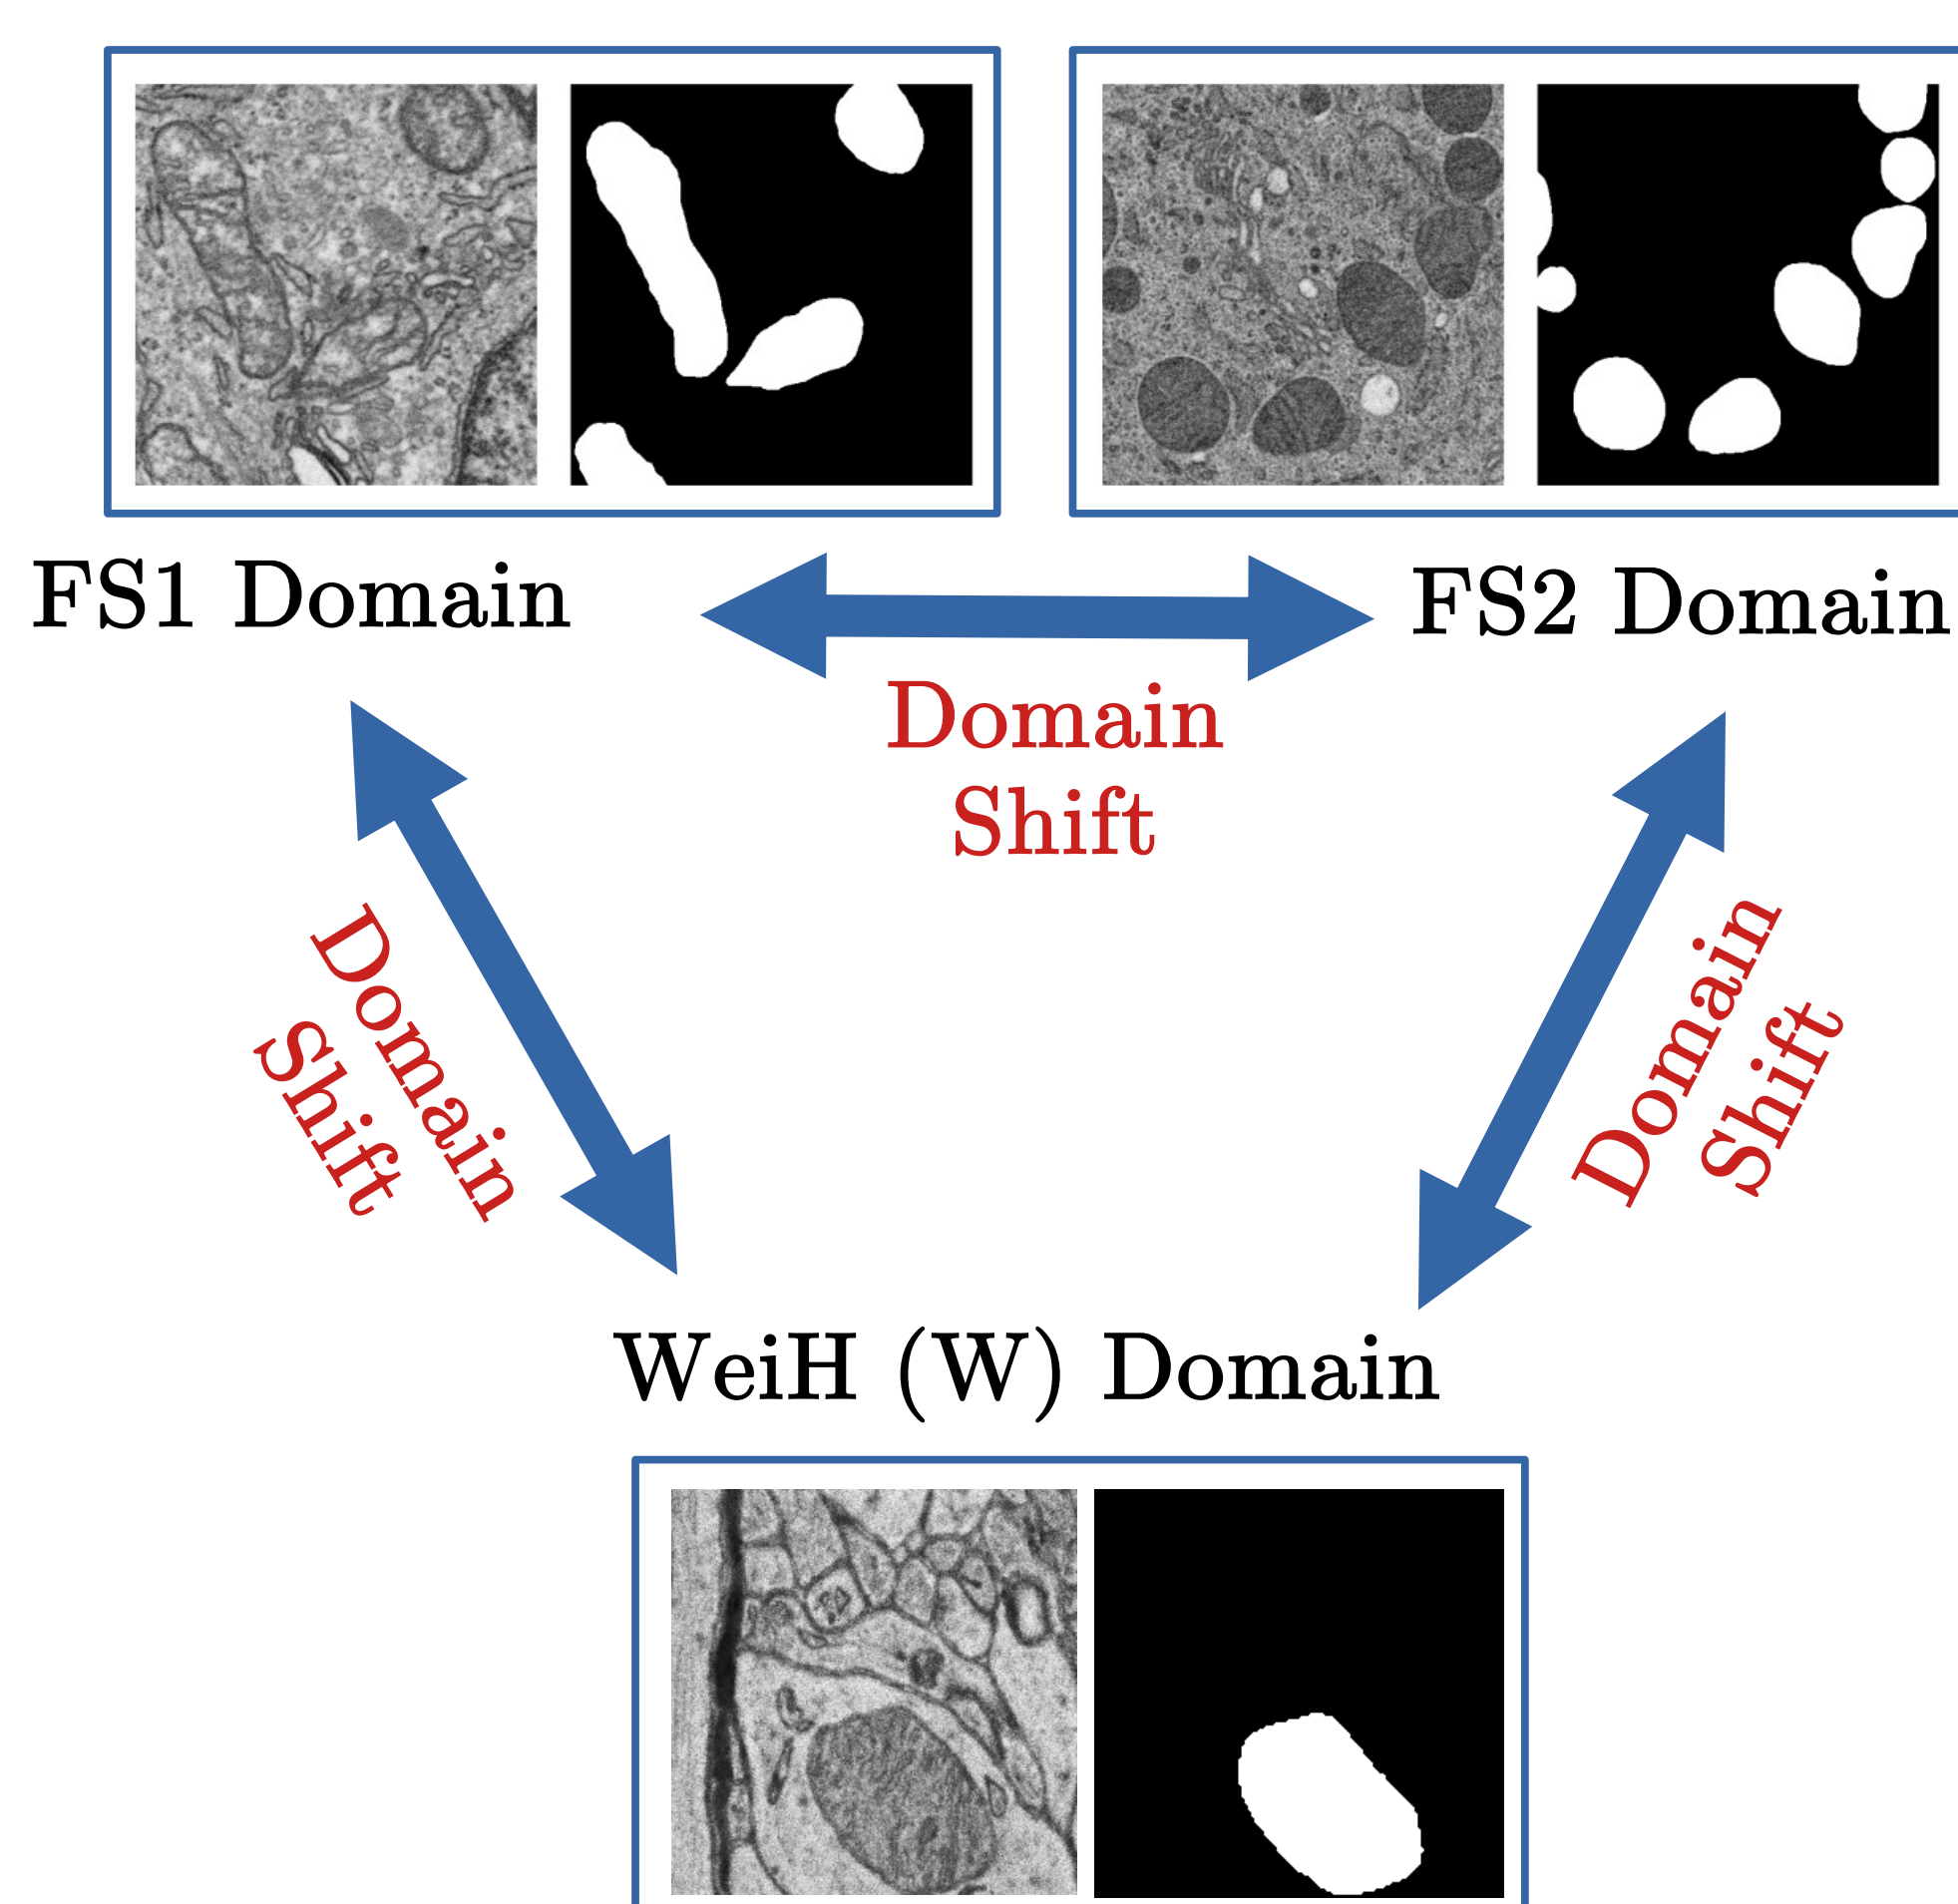 FS1 Domain
FS2 Domain
Domain
Shift
Domain
Shift
Domain
Shift
WeiH (W) Domain